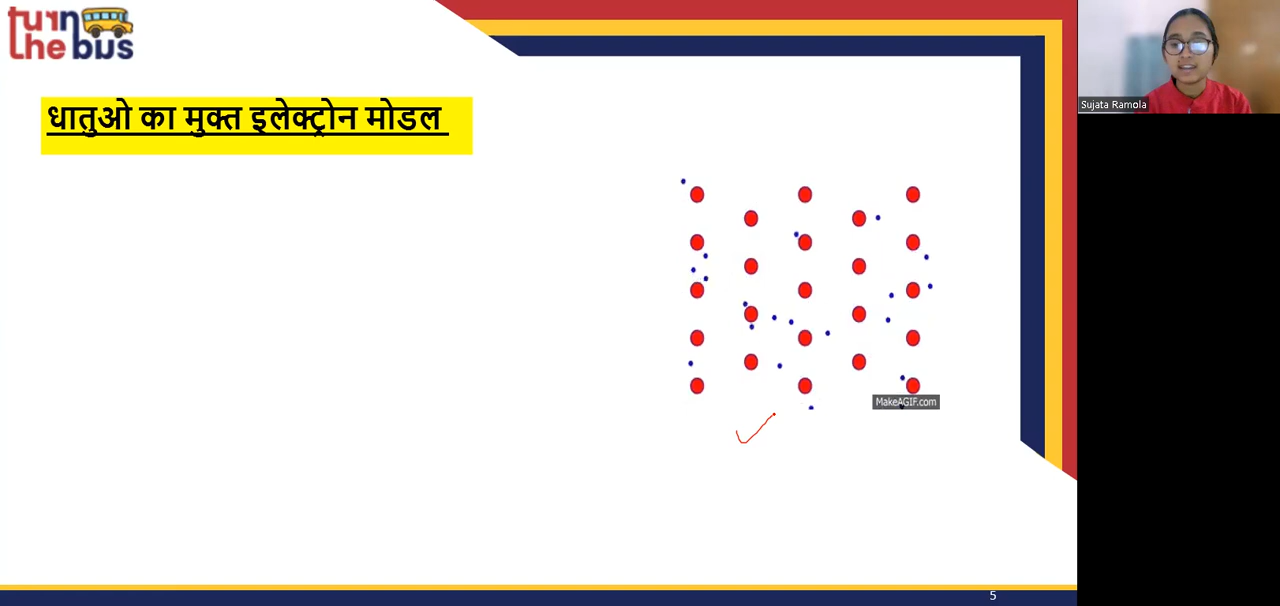 turn
the bus
धातुओ का मुक्त इलेक्ट्रोन मोडल
Sujata Ramola
MakeAGIF.com
5